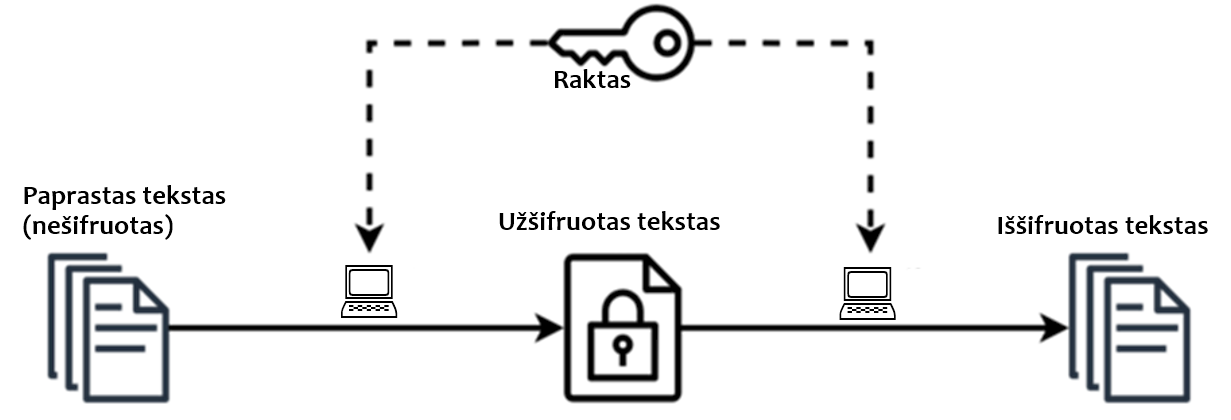 Raktas
Paprastas tekstas
(nešifruotas)
Užšifruotas tekstas
Iššifruotas tekstas